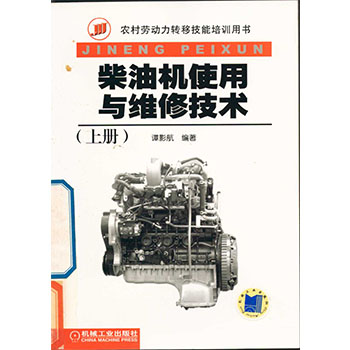 农村劳动力转移技能培训用书
JINENG PEIXUN
柴油机使用
与维修技术
(上册)
谭影航 编著
机械工业出版社
CHINA MACHINE PRESS